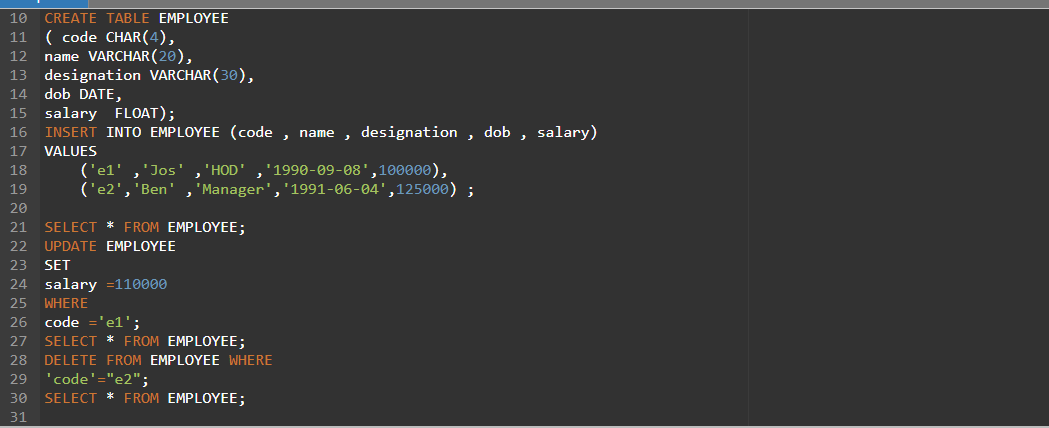 10 CREATE TABLE EMPLOYEE
11 ( code CHAR(4),
12 name VARCHAR(20),
13 designation VARCHAR(30),
14 dob DATE,
15 salary  FLOAT);
16 INSERT INTO EMPLOYEE (code , name , designation , dob , salary)
17 VALUES
18     ('e1' ,'Jos' ,'HOD' ,'1990-09-08',100000),
19     ('e2','Ben' ,'Manager','1991-06-04',125000) ;
20
21 SELECT * FROM EMPLOYEE;
22 UPDATE EMPLOYEE
23 SET
24 salary =110000
25 WHERE
26 code ='e1';
27 SELECT * FROM EMPLOYEE;
28 DELETE FROM EMPLOYEE WHERE
29 'code'="e2";
30 SELECT * FROM EMPLOYEE;
31